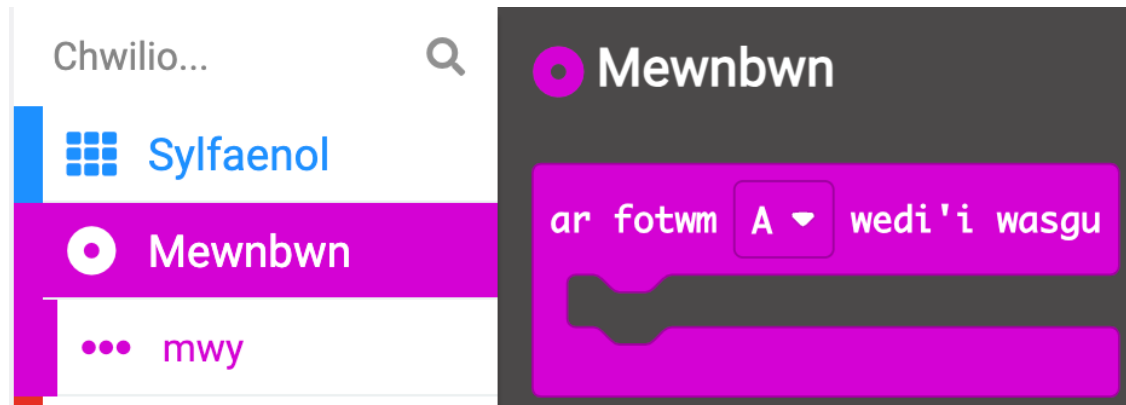 Chwilio...
Sylfaenol
Mewnbwn
mwy
Mewnbwn
ar fotwm A wedi'i wasgu